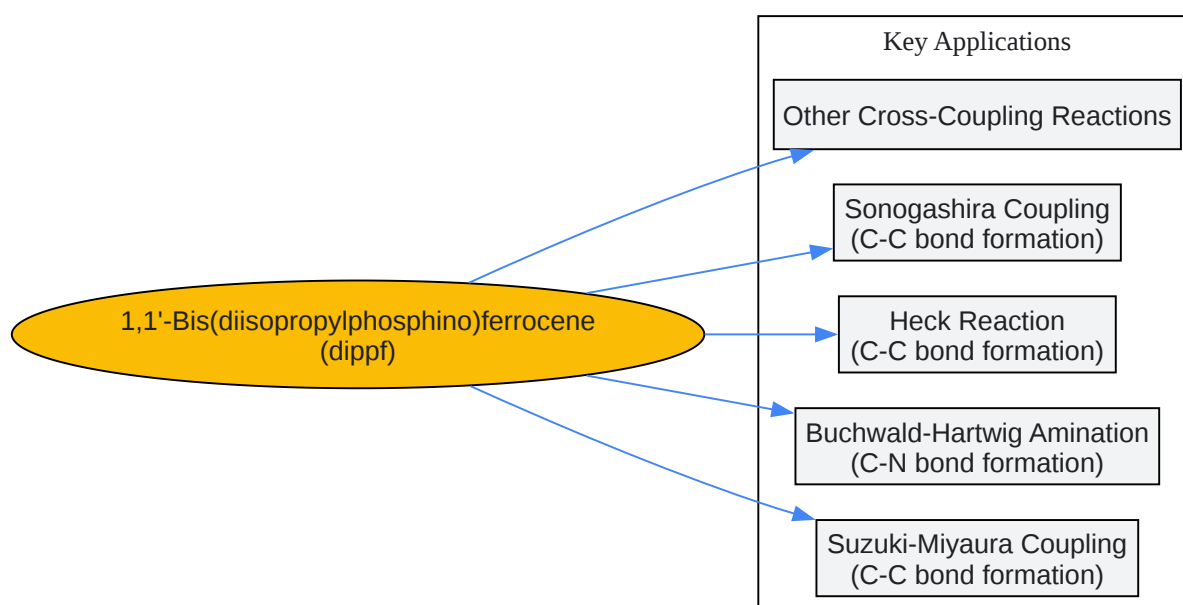 Key Applications
Other Cross-Coupling Reactions
Sonogashira Coupling
(C-C bond formation)
1,1'-Bis(diisopropylphosphino)ferrocene
(dippf)
Heck Reaction
(C-C bond formation)
Buchwald-Hartwig Amination
(C-N bond formation)
Suzuki-Miyaura Coupling
(C-C bond formation)